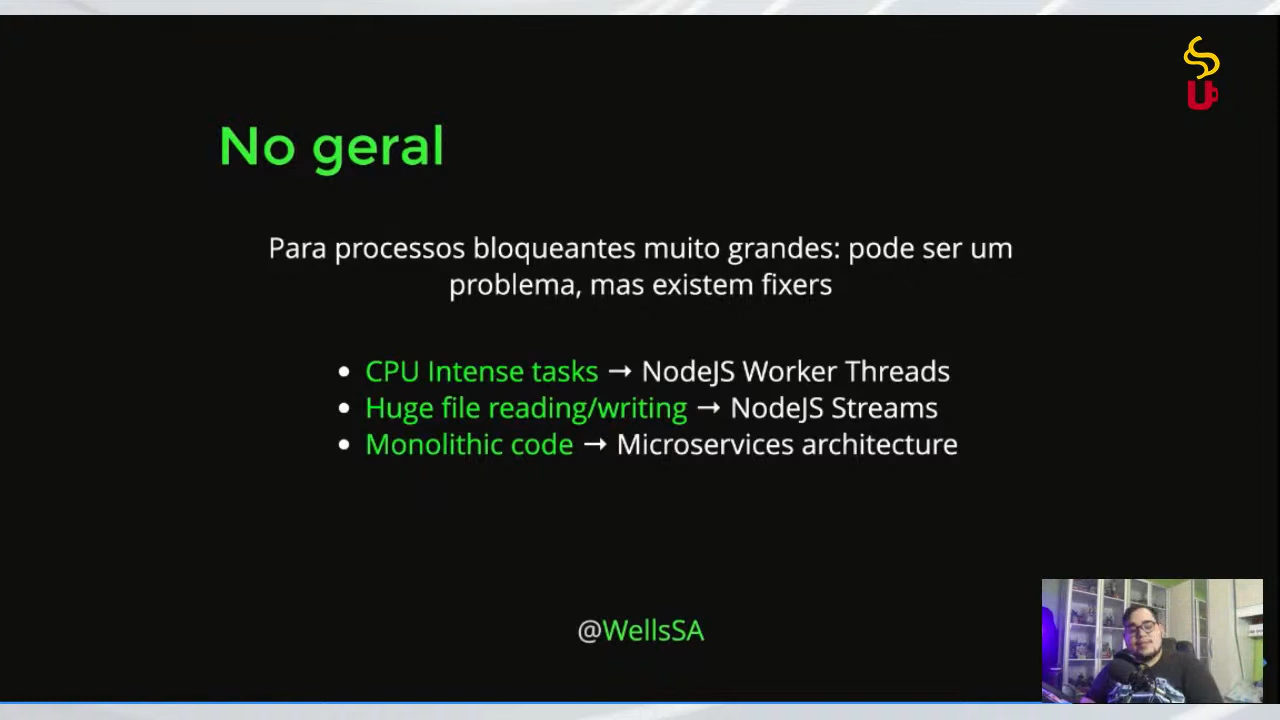 No geral
Para processos bloqueantes muito grandes: pode ser um
problema, mas existem fixers
• CPU Intense tasks → NodeJS Worker Threads
• Huge file reading/writing → NodeJS Streams
• Monolithic code → Microservices architecture
@WellsSA